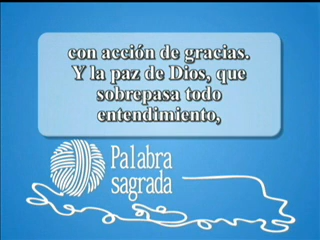 con acción de gracias.
Y la paz de Dios, que
sobrepasa todo
entendimiento,
Palabra
sagrada